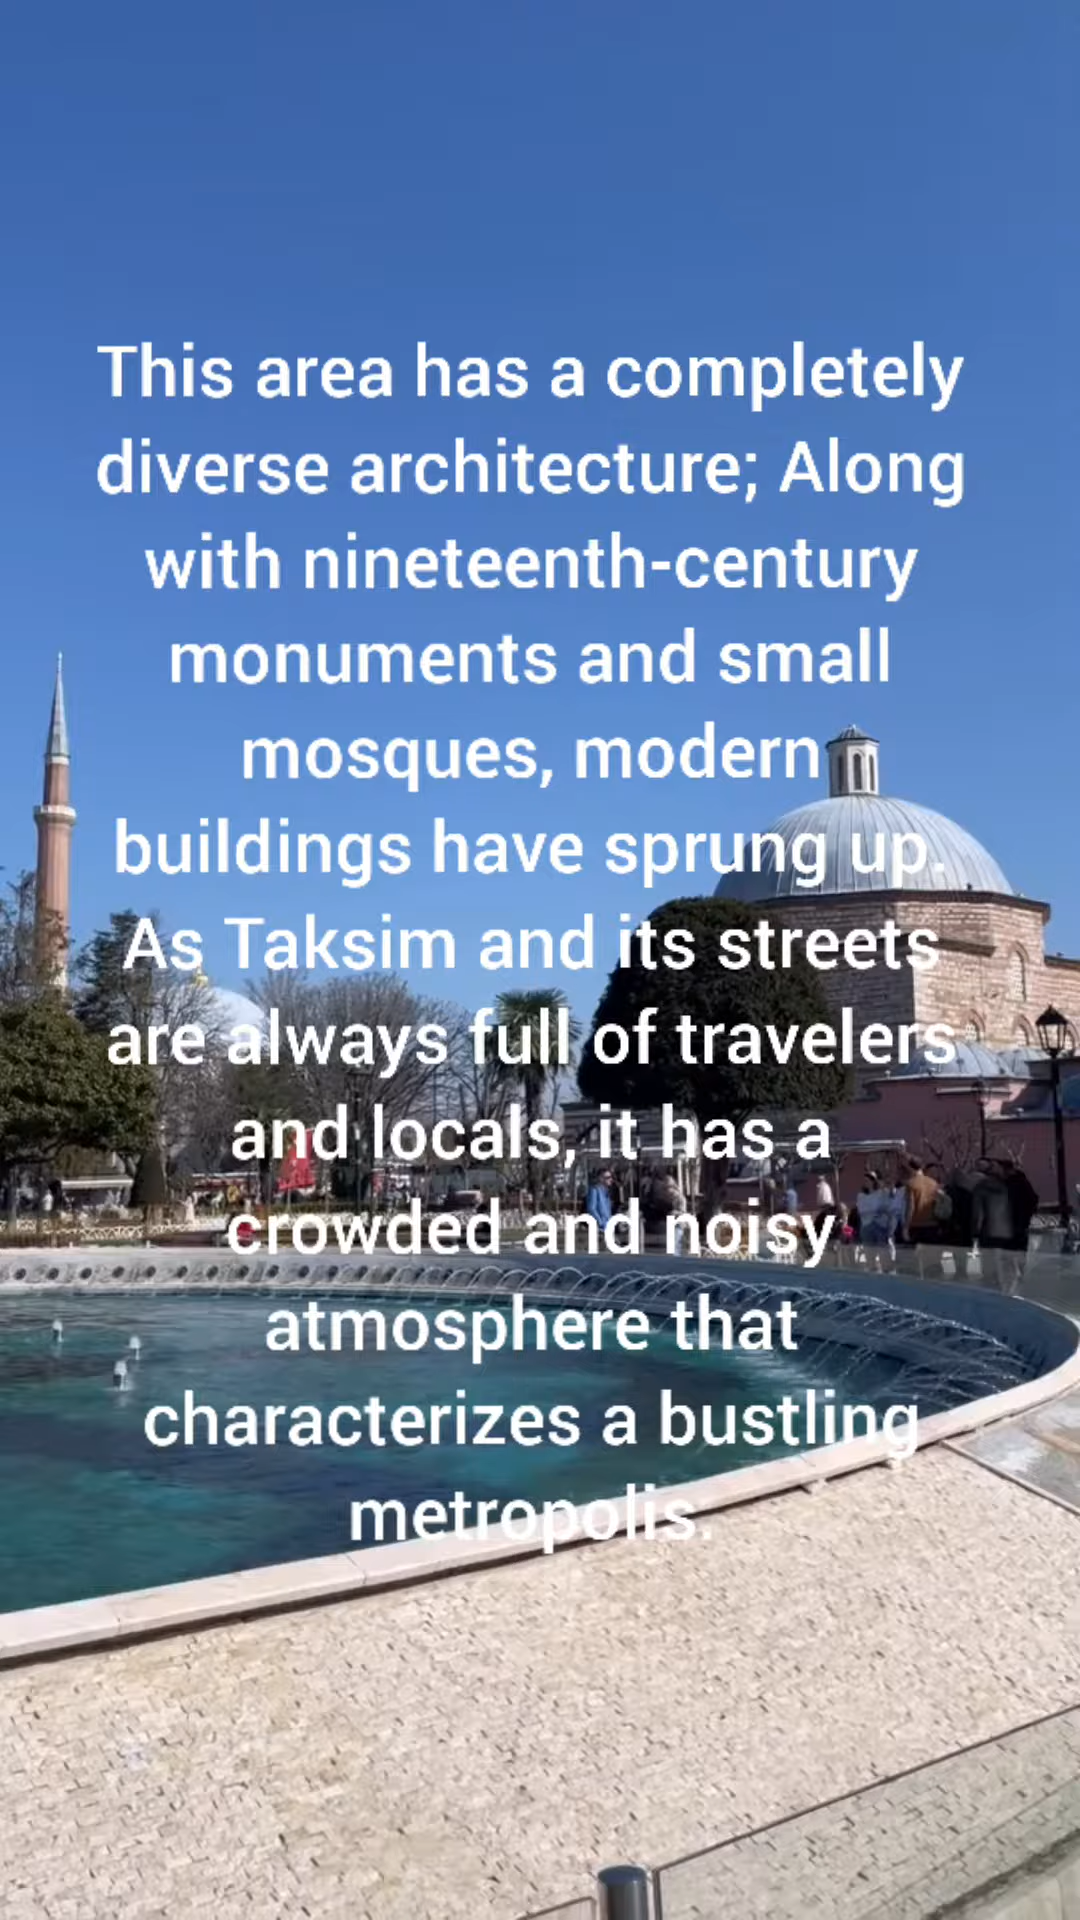 This area has a completely
diverse architecture; Along
with nineteenth-century
monuments and small
mosques, modern
buildings have sprung up.
As Taksim and its streets
are always full of travelers
and locals, it has a
crowded and noisy
atmosphere that
characterizes a bustling
metropolis.